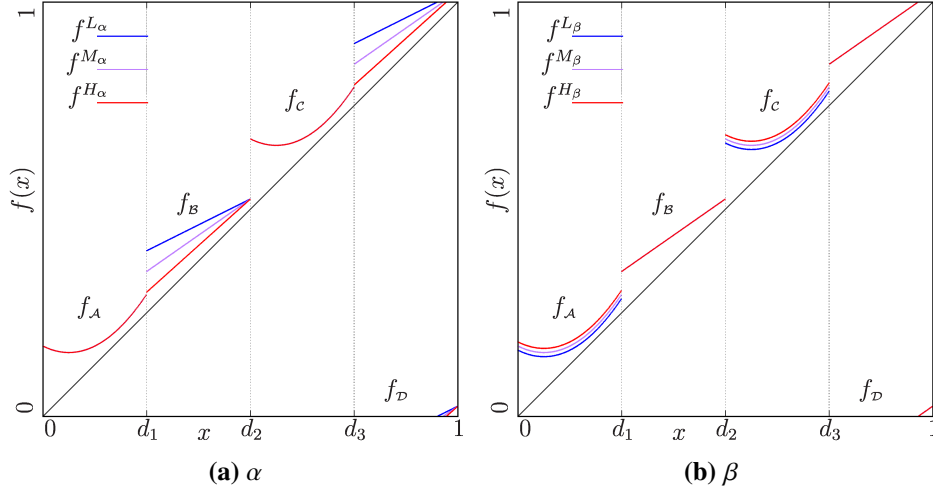 1
f^{L_α}
f^{M_α}
f^{H_α}
f_𝒞
f(x)
f_ℬ
f_𝒜
f_𝒟
0
0 d_1 x d_2 d_3 1
(a) α
1
f^{L_β}
f^{M_β}
f^{H_β}
f_𝒞
f(x)
f_ℬ
f_𝒜
f_𝒟
0
0 d_1 x d_2 d_3 1
(b) β